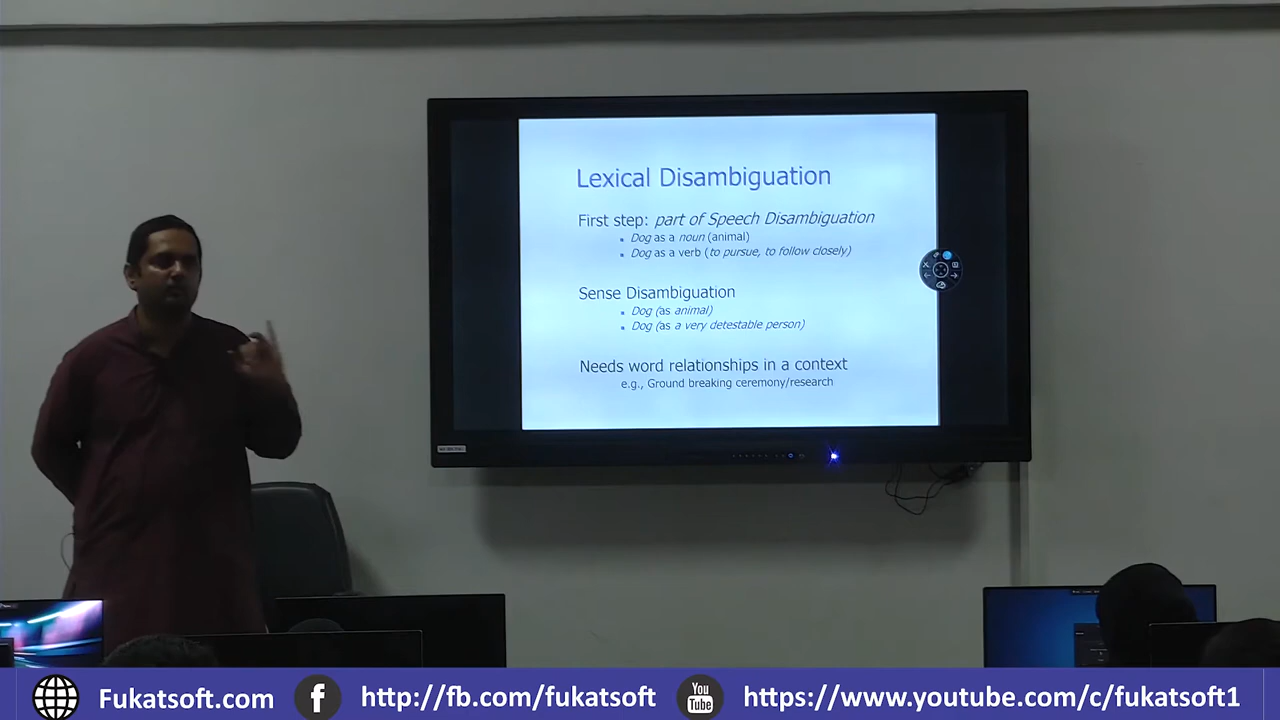 Lexical Disambiguation
First step: part of Speech Disambiguation
Dog as a noun (animal)
Dog as a verb (to pursue, to follow closely)
Sense Disambiguation
Dog (as animal)
Dog (as a very detestable person)
Needs word relationships in a context
e.g., Ground breaking ceremony/research
Fukatsoft.com
f
http://fb.com/fukatsoft
You
Tube
https://www.youtube.com/c/fukatsoft1